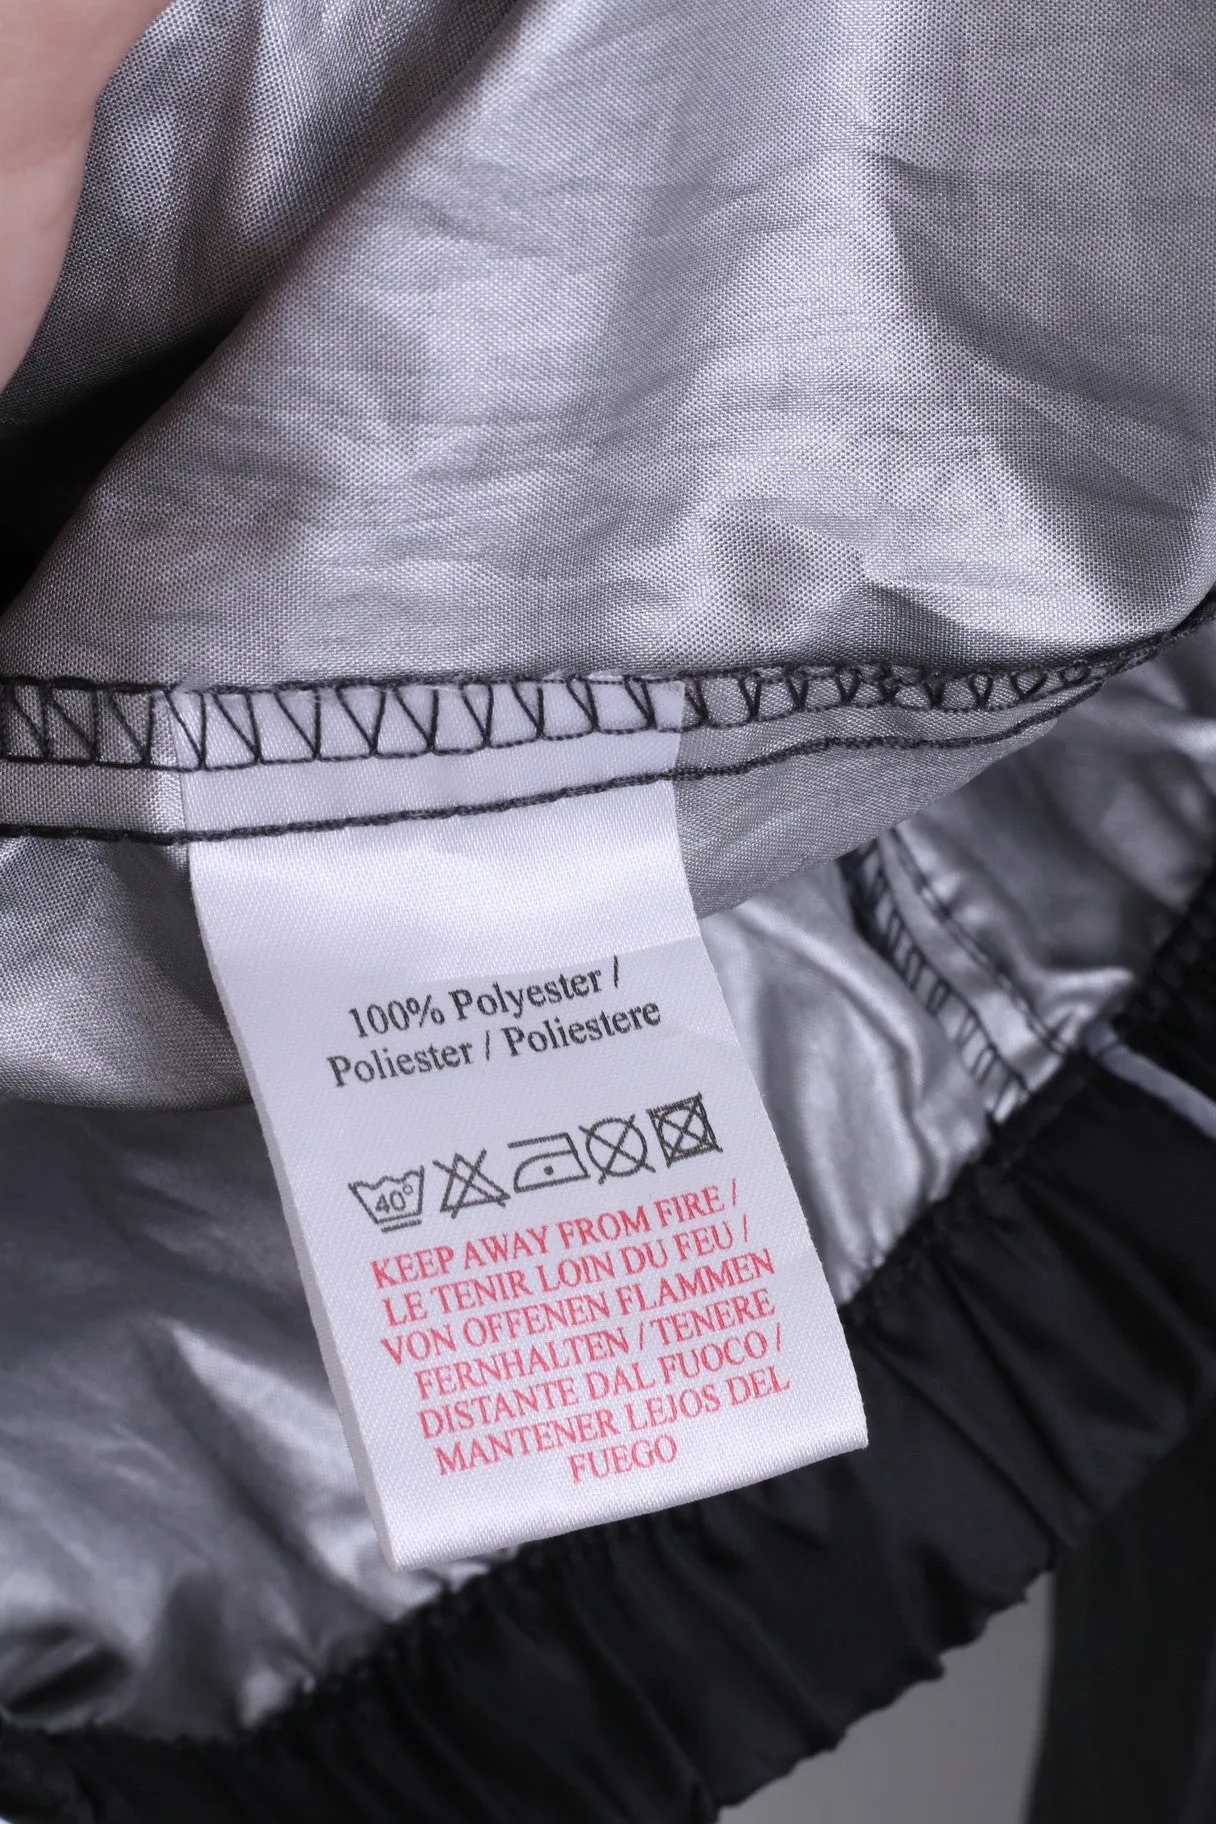 100% Polyester /
Poliester / Poliestere
40°
KEEP AWAY FROM FIRE /
LE TENIR LOIN DU FEU /
VON OFFENEN FLAMMEN
FERNHALTEN / TENERE
DISTANTE DAL FUOCO /
MANTENER LEJOS DEL
FUEGO